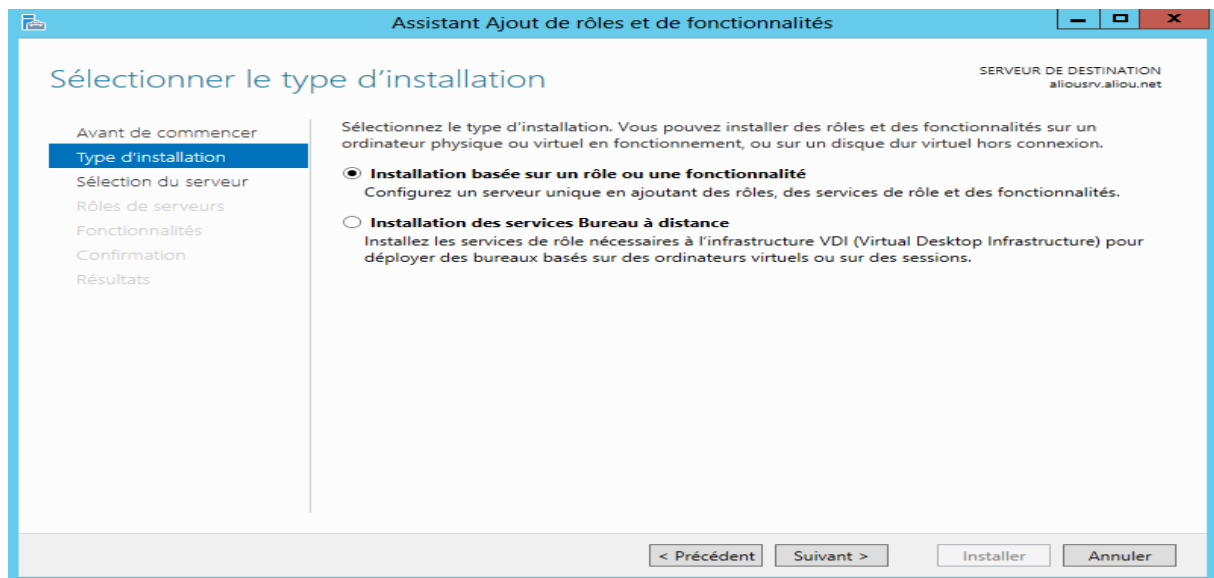 Assistant Ajout de rôles et de fonctionnalités
Sélectionner le type d'installation
SERVEUR DE DESTINATION
aliousrv.aliou.net
Avant de commencer
Type d'installation
Sélection du serveur
Rôles de serveurs
Fonctionnalités
Confirmation
Résultats
Sélectionnez le type d'installation. Vous pouvez installer des rôles et des fonctionnalités sur un
ordinateur physique ou virtuel en fonctionnement, ou sur un disque dur virtuel hors connexion.
Installation basée sur un rôle ou une fonctionnalité
Configurez un serveur unique en ajoutant des rôles, des services de rôle et des fonctionnalités.
Installation des services Bureau à distance
Installez les services de rôle nécessaires à l'infrastructure VDI (Virtual Desktop Infrastructure) pour
déployer des bureaux basés sur des ordinateurs virtuels ou sur des sessions.
< Précédent
Suivant >
Installer
Annuler